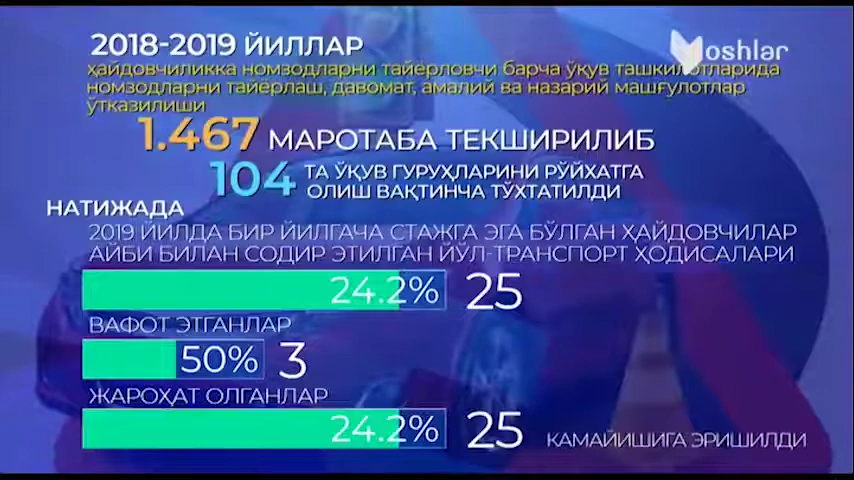 2018-2019 ЙИЛЛАР
Yoshlar
ҳайдовчиликка номзодларни тайёрловчи барча ўқув ташкилотларида
номзодларни тайёрлаш, давомат, амалий ва назарий машғулотлар
ўтказилиши
1.467 МАРОТАБА ТЕКШИРИЛИБ
104 ТА ЎҚУВ ГУРУҲЛАРИНИ РЎЙХАТГА
ОЛИШ ВАҚТИНЧА ТЎХТАТИЛДИ
НАТИЖАДА
2019 ЙИЛДА БИР ЙИЛГАЧА СТАЖГА ЭГА БЎЛГАН ҲАЙДОВЧИЛАР
АЙБИ БИЛАН СОДИР ЭТИЛГАН ЙЎЛ-ТРАНСПОРТ ҲОДИСАЛАРИ
24.2% 25
ВАФОТ ЭТГАНЛАР
50% 3
ЖАРОҲАТ ОЛГАНЛАР
24.2% 25 КАМАЙИШИГА ЭРИШИЛДИ